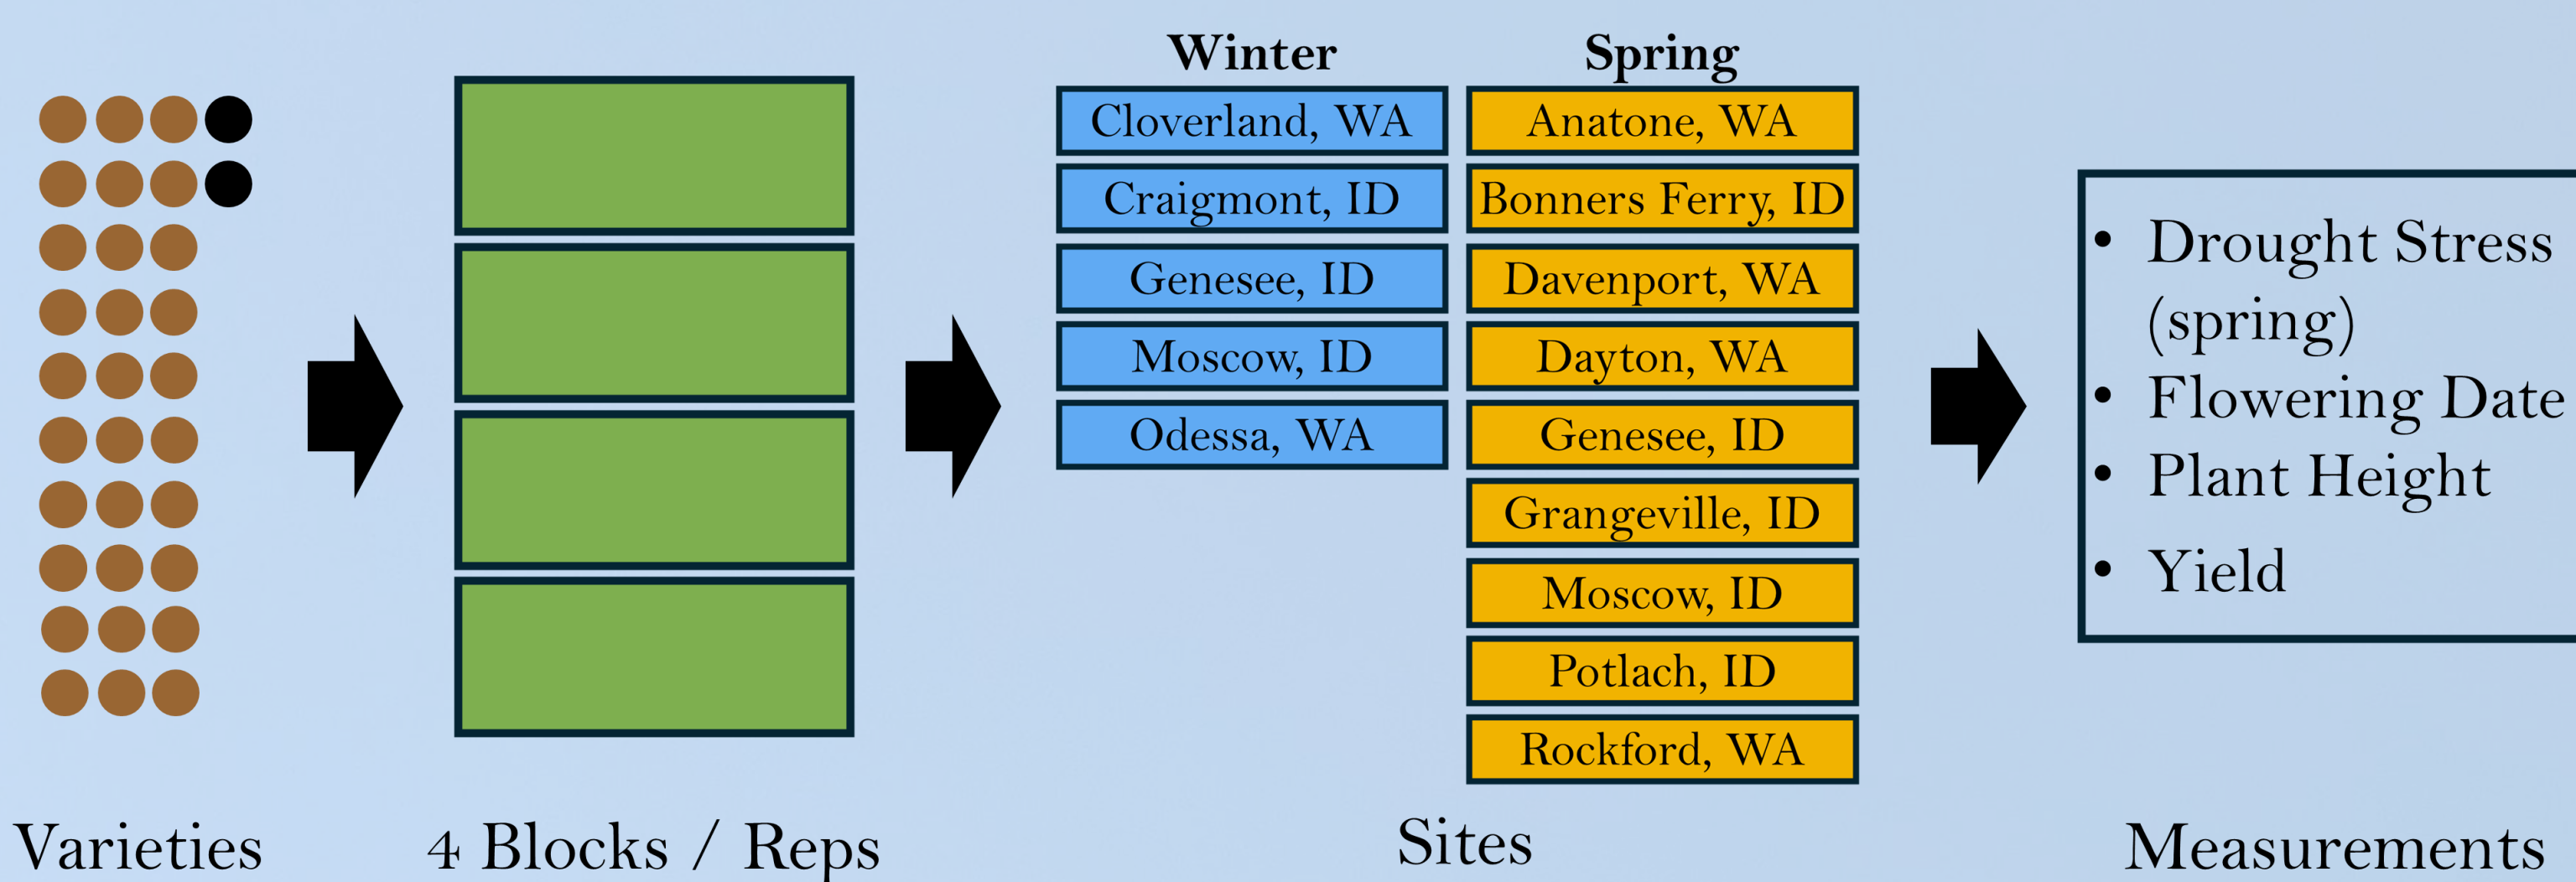 Winter
Spring
Cloverland, WA
Craigmont, ID
Genesee, ID
Moscow, ID
Odessa, WA
Anatone, WA
Bonners Ferry, ID
Davenport, WA
Dayton, WA
Genesee, ID
Grangeville, ID
Moscow, ID
Potlach, ID
Rockford, WA
• Drought Stress
(spring)
• Flowering Date
• Plant Height
• Yield
Varieties
4 Blocks / Reps
Sites
Measurements